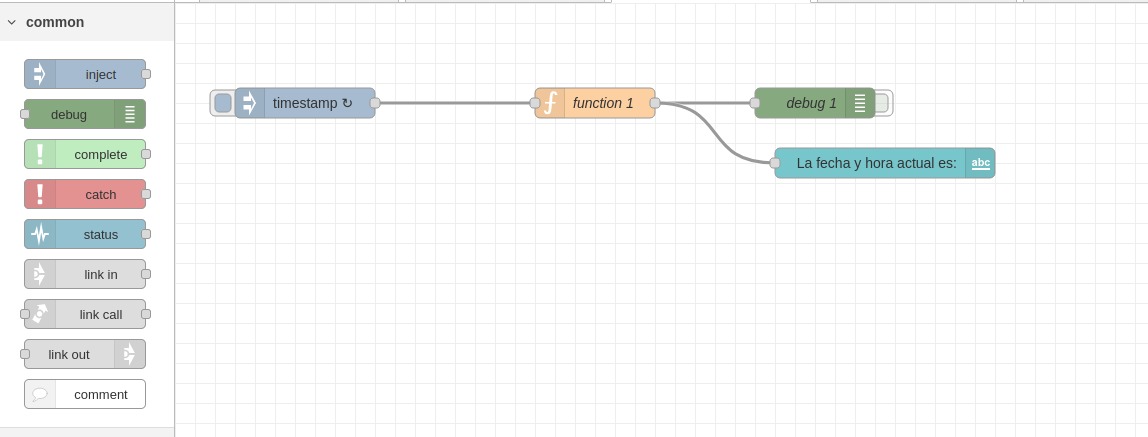 common
inject
debug
complete
catch
status
link in
link call
link out
comment
timestamp ↻
function 1
debug 1
La fecha y hora actual es:
abc